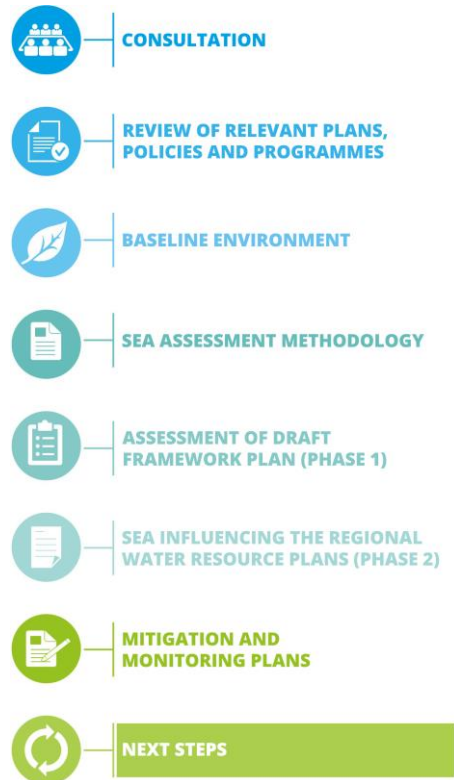 CONSULTATION
REVIEW OF RELEVANT PLANS,
POLICIES AND PROGRAMMES
BASELINE ENVIRONMENT
SEA ASSESSMENT METHODOLOGY
ASSESSMENT OF DRAFT
FRAMEWORK PLAN (PHASE 1)
SEA INFLUENCING THE REGIONAL
WATER RESOURCE PLANS (PHASE 2)
MITIGATION AND
MONITORING PLANS
NEXT STEPS